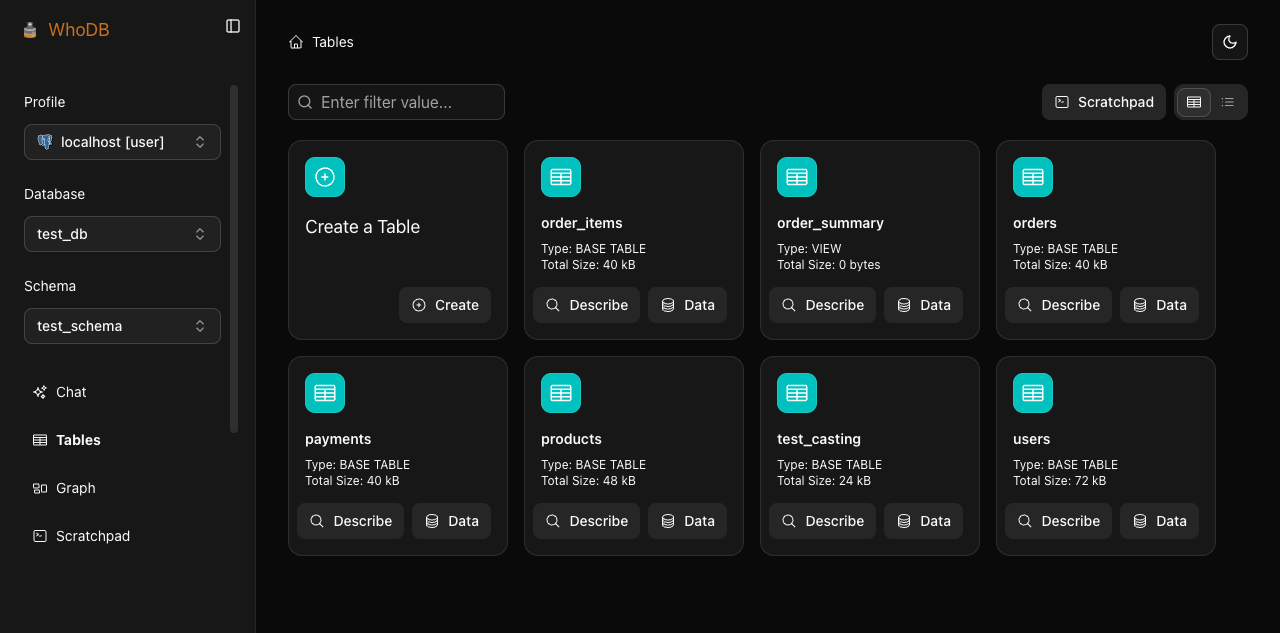 WhoDB
Profile
localhost [user]
Database
test_db
Schema
test_schema
Chat
Tables
Graph
Scratchpad
Tables
Enter filter value...
Scratchpad
Create a Table
Create
order_items
Type: BASE TABLE
Total Size: 40 kB
Describe
Data
order_summary
Type: VIEW
Total Size: 0 bytes
Describe
Data
orders
Type: BASE TABLE
Total Size: 40 kB
Describe
Data
payments
Type: BASE TABLE
Total Size: 40 kB
Describe
Data
products
Type: BASE TABLE
Total Size: 48 kB
Describe
Data
test_casting
Type: BASE TABLE
Total Size: 24 kB
Describe
Data
users
Type: BASE TABLE
Total Size: 72 kB
Describe
Data